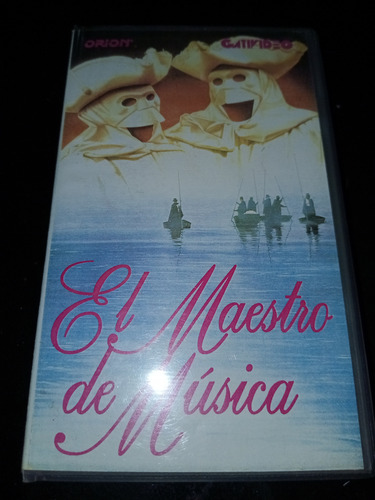 ORION
GATIVIDEO
El Maestro
de Música